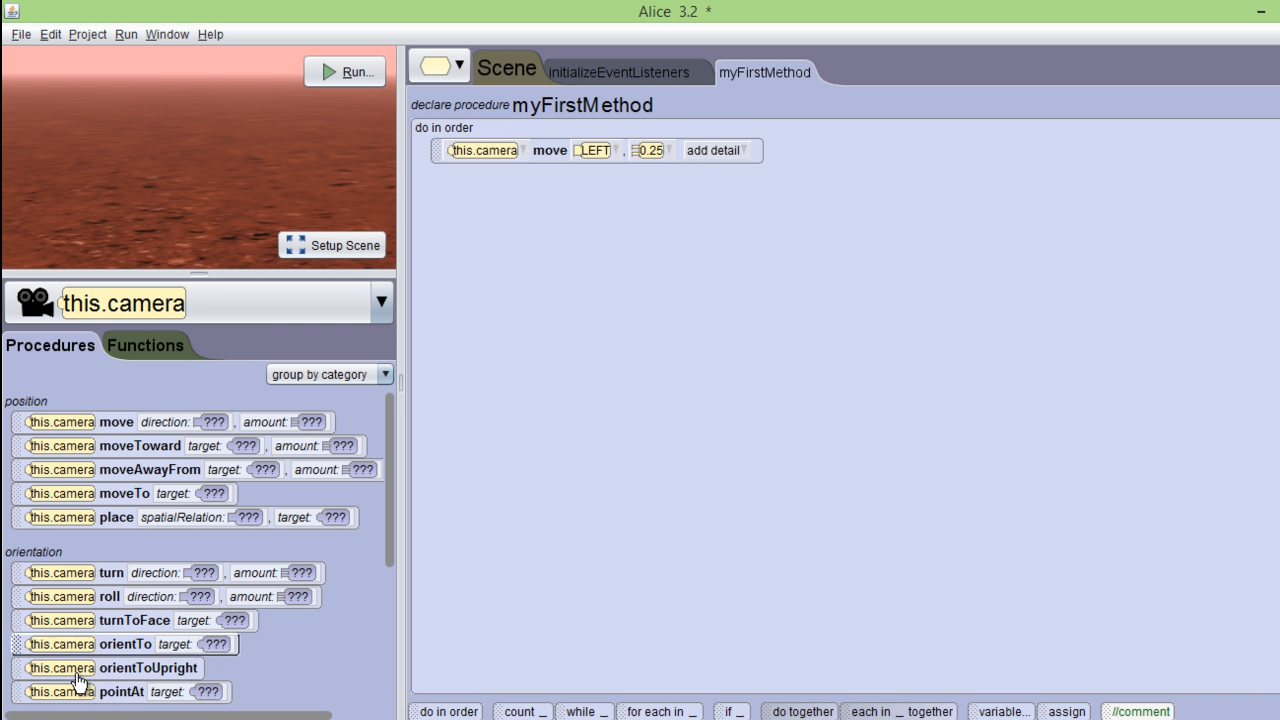 Alice 3.2 *
File Edit Project Run Window Help
Run...
Setup Scene
this.camera
Procedures Functions
group by category
position
this.camera move direction: ??? , amount: ???
this.camera moveToward target: ??? , amount: ???
this.camera moveAwayFrom target: ??? , amount: ???
this.camera moveTo target: ???
this.camera place spatialRelation: ??? , target: ???
orientation
this.camera turn direction: ??? , amount: ???
this.camera roll direction: ??? , amount: ???
this.camera turnToFace target: ???
this.camera orientTo target: ???
this.camera orientToUpright
this.camera pointAt target: ???
Scene initializeEventListeners myFirstMethod
declare procedure myFirstMethod
do in order
this.camera move LEFT , 0.25 add detail
do in order count _ while _ for each in _ if _ do together each in _ together variable... assign //comment